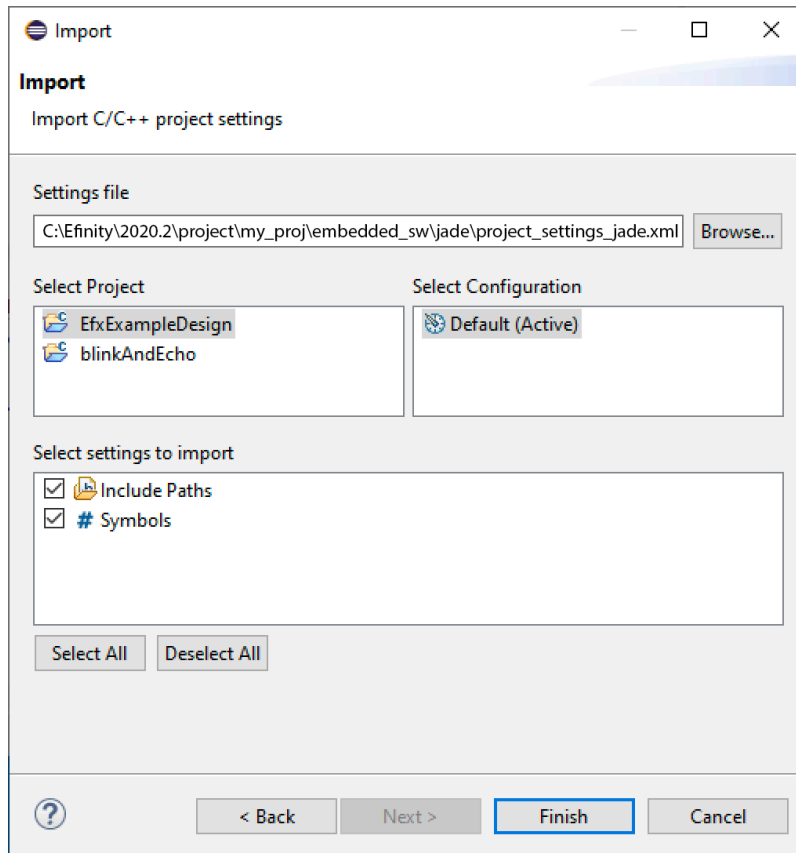 Import
Import
Import C/C++ project settings
Settings file
C:\Efinity\2020.2\project\my_proj\embedded_sw\jade\project_settings_jade.xml Browse...
Select Project Select Configuration
EfxExampleDesign Default (Active)
blinkAndEcho
Select settings to import
Include Paths
# Symbols
Select All Deselect All
? < Back Next > Finish Cancel